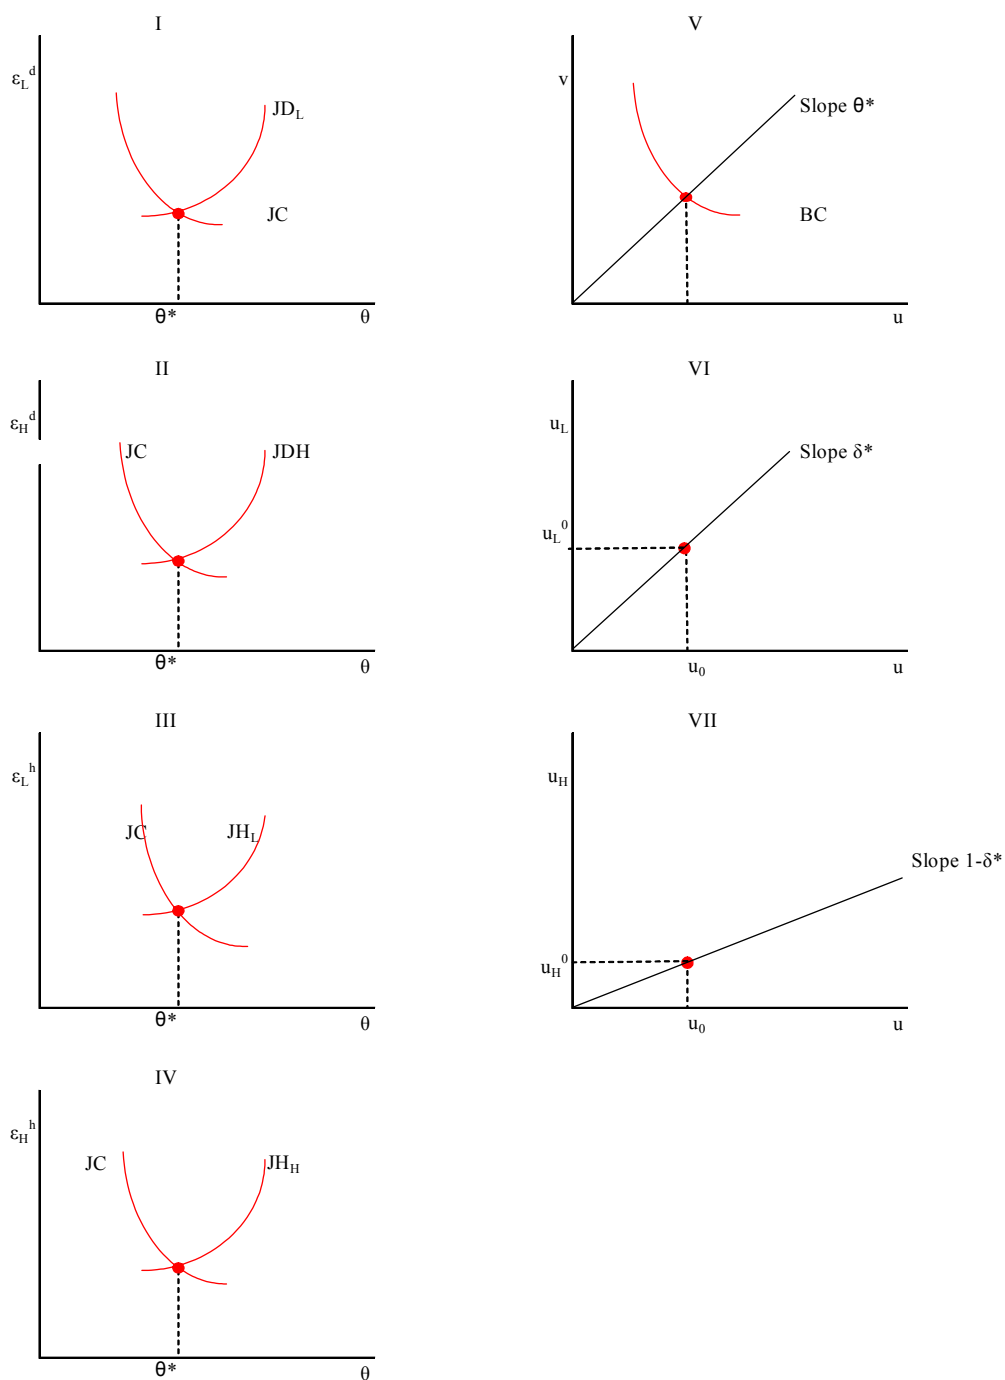 I
ε_L^d
JD_L
JC
θ*
θ
V
v
Slope θ*
BC
u
II
ε_H^d
JC
JDH
θ*
θ
VI
u_L
Slope δ*
u_L^0
u_0
u
III
ε_L^h
JC
JH_L
θ*
θ
VII
u_H
Slope 1-δ*
u_H^0
u_0
u
IV
ε_H^h
JC
JH_H
θ*
θ